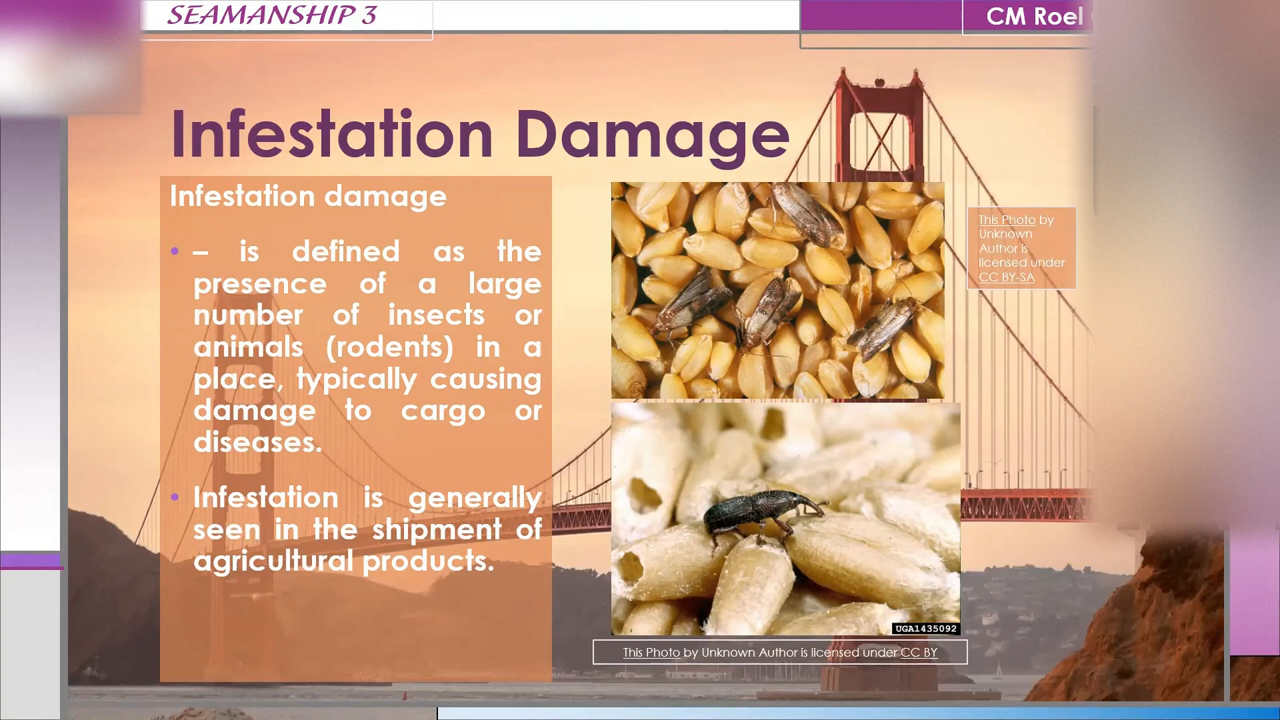 SEAMANSHIP 3
CM Roel
Infestation Damage
Infestation damage
• – is defined as the
presence of a large
number of insects or
animals (rodents) in a
place, typically causing
damage to cargo or
diseases.
• Infestation is generally
seen in the shipment of
agricultural products.
This Photo by
Unknown
Author is
licensed under
CC BY-SA
UGA1435092
This Photo by Unknown Author is licensed under CC BY